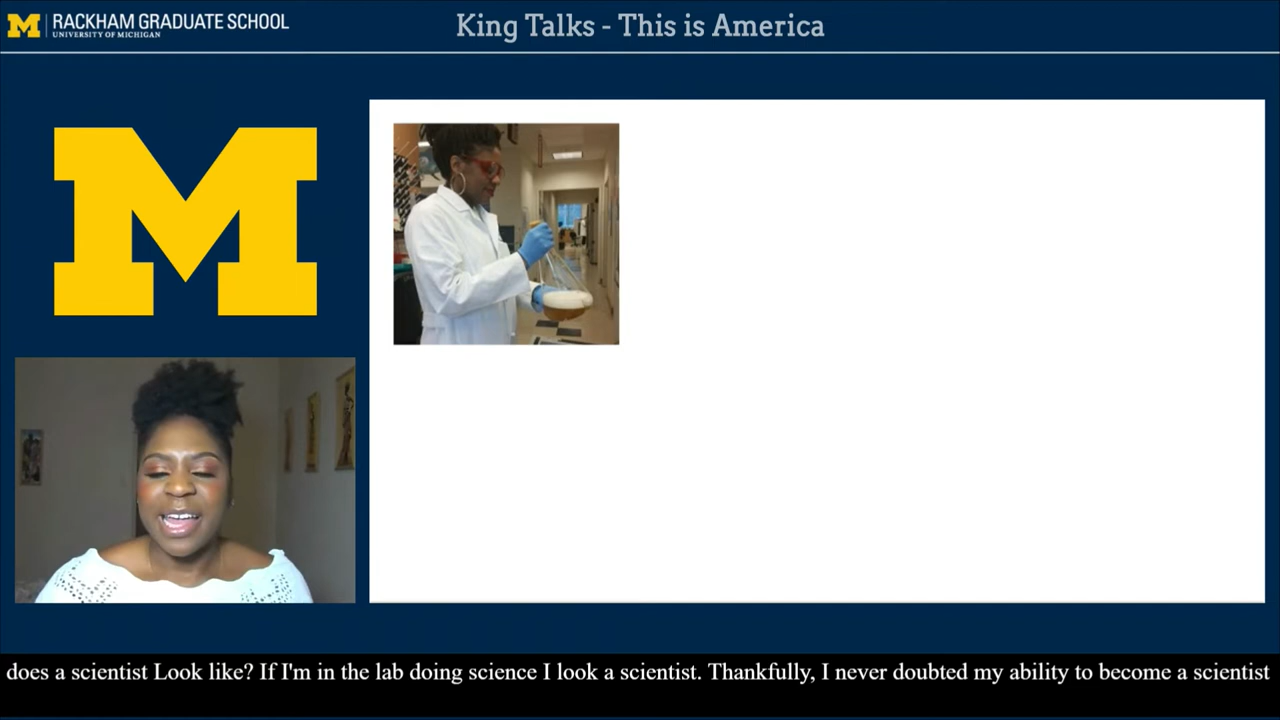 M RACKHAM GRADUATE SCHOOL
UNIVERSITY OF MICHIGAN
King Talks - This is America
M
does a scientist Look like? If I'm in the lab doing science I look a scientist. Thankfully, I never doubted my ability to become a scientist